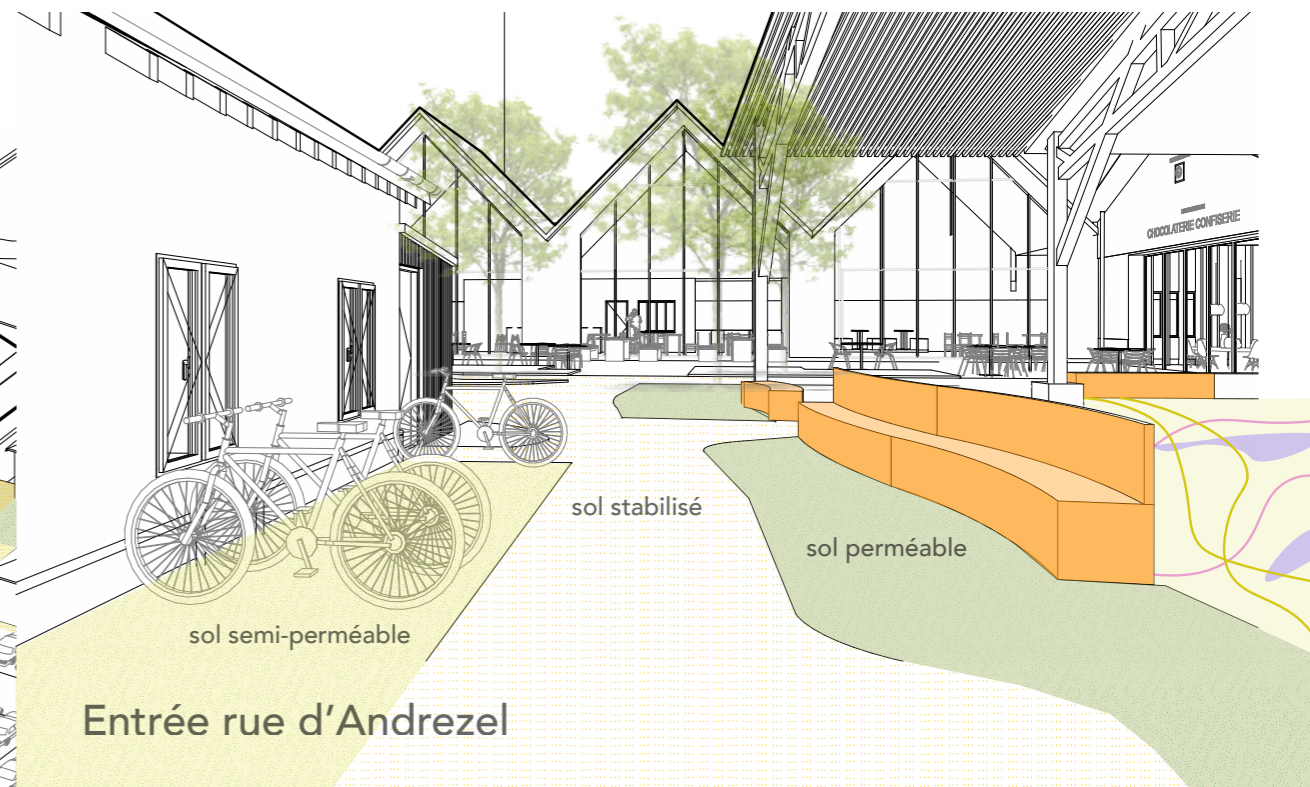 CHOCOLATERIE CONFISERIE
sol stabilisé
sol perméable
sol semi-perméable
Entrée rue d’Andrezel